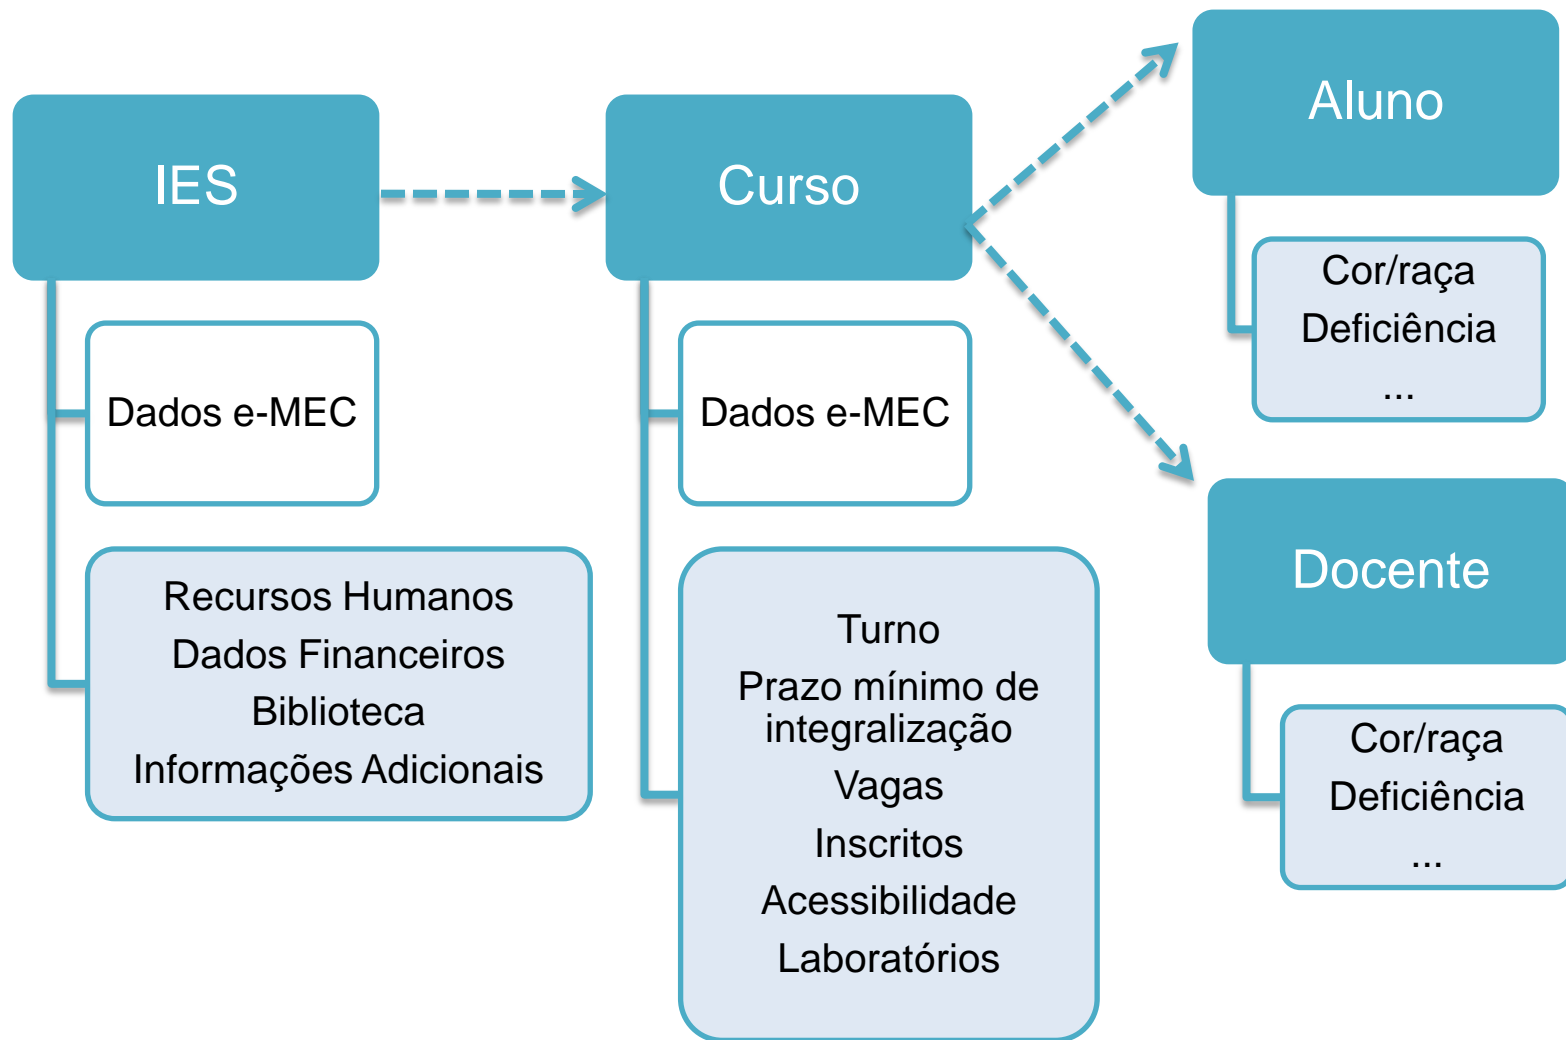 IES
Dados e-MEC
Recursos Humanos
Dados Financeiros
Biblioteca
Informações Adicionais
Curso
Dados e-MEC
Turno
Prazo mínimo de
integralização
Vagas
Inscritos
Acessibilidade
Laboratórios
Aluno
Cor/raça
Deficiência
...
Docente
Cor/raça
Deficiência
...